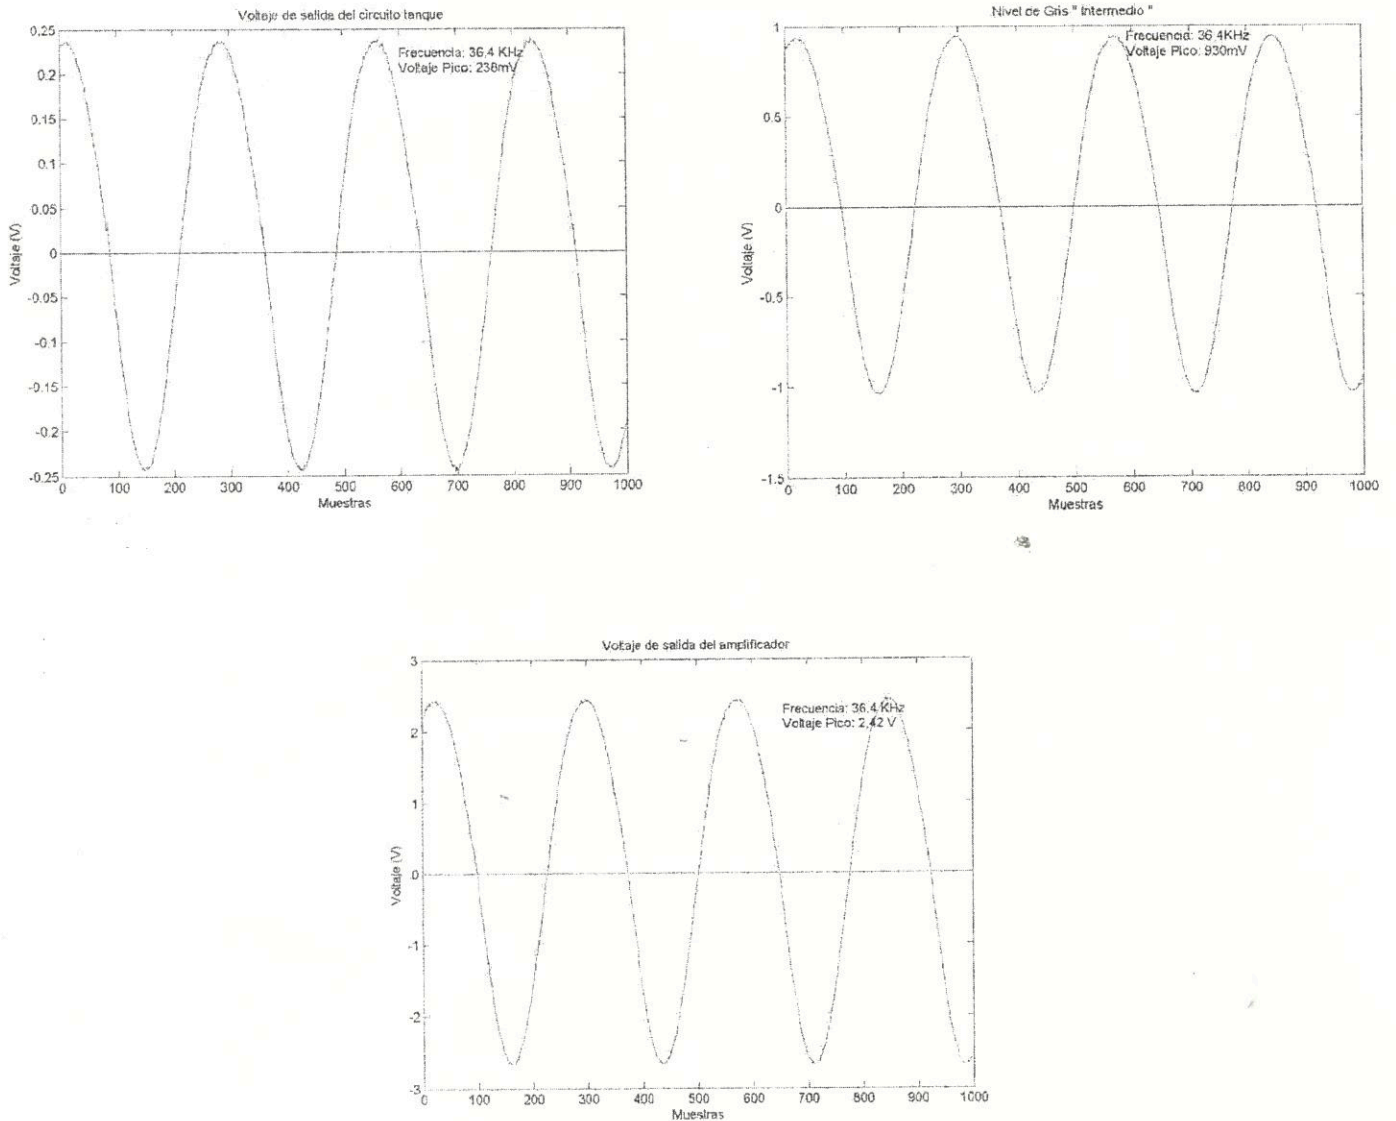 Voltaje de salida del circuito tanque
Frecuencia: 36.4 KHz
Voltaje Pico: 238mV
0.25
0.2
0.15
0.1
0.05
0
-0.05
-0.1
-0.15
-0.2
-0.25
Voltaje (V)
0 100 200 300 400 500 600 700 800 900 1000
Muestras
Nivel de Gris " Intermedio "
Frecuencia: 36.4KHz
Voltaje Pico: 930mV
1
0.5
0
-0.5
-1
-1.5
Voltaje (V)
0 100 200 300 400 500 600 700 800 900 1000
Muestras
Voltaje de salida del amplificador
Frecuencia: 36.4 KHz
Voltaje Pico: 2,42 V
3
2
1
0
-1
-2
-3
Voltaje (V)
0 100 200 300 400 500 600 700 800 900 1000
Muestras